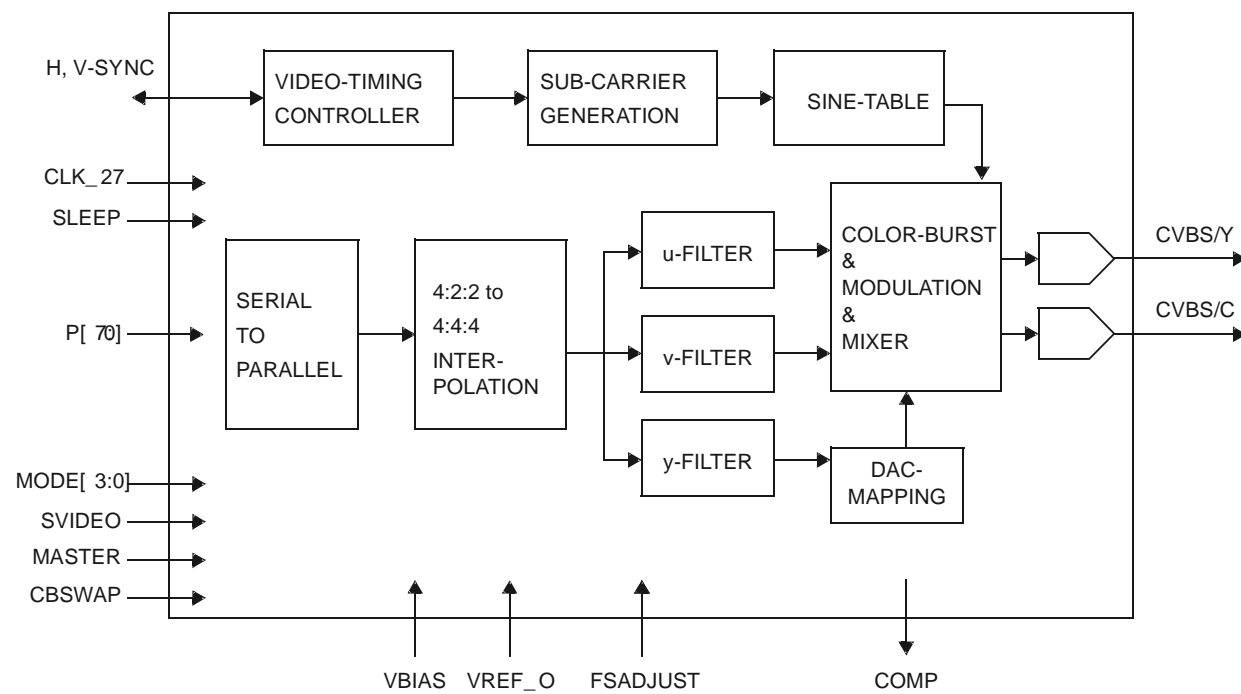 H, V-SYNC
VIDEO-TIMING
CONTROLLER
SUB-CARRIER
GENERATION
SINE-TABLE
CLK_27
SLEEP
P[ 70]
MODE[ 3:0]
SVIDEO
MASTER
CBSWAP
SERIAL
TO
PARALLEL
4:2:2 to
4:4:4
INTER-
POLATION
u-FILTER
v-FILTER
y-FILTER
COLOR-BURST
&
MODULATION
&
MIXER
DAC-
MAPPING
CVBS/Y
CVBS/C
VBIAS
VREF_O
FSADJUST
COMP